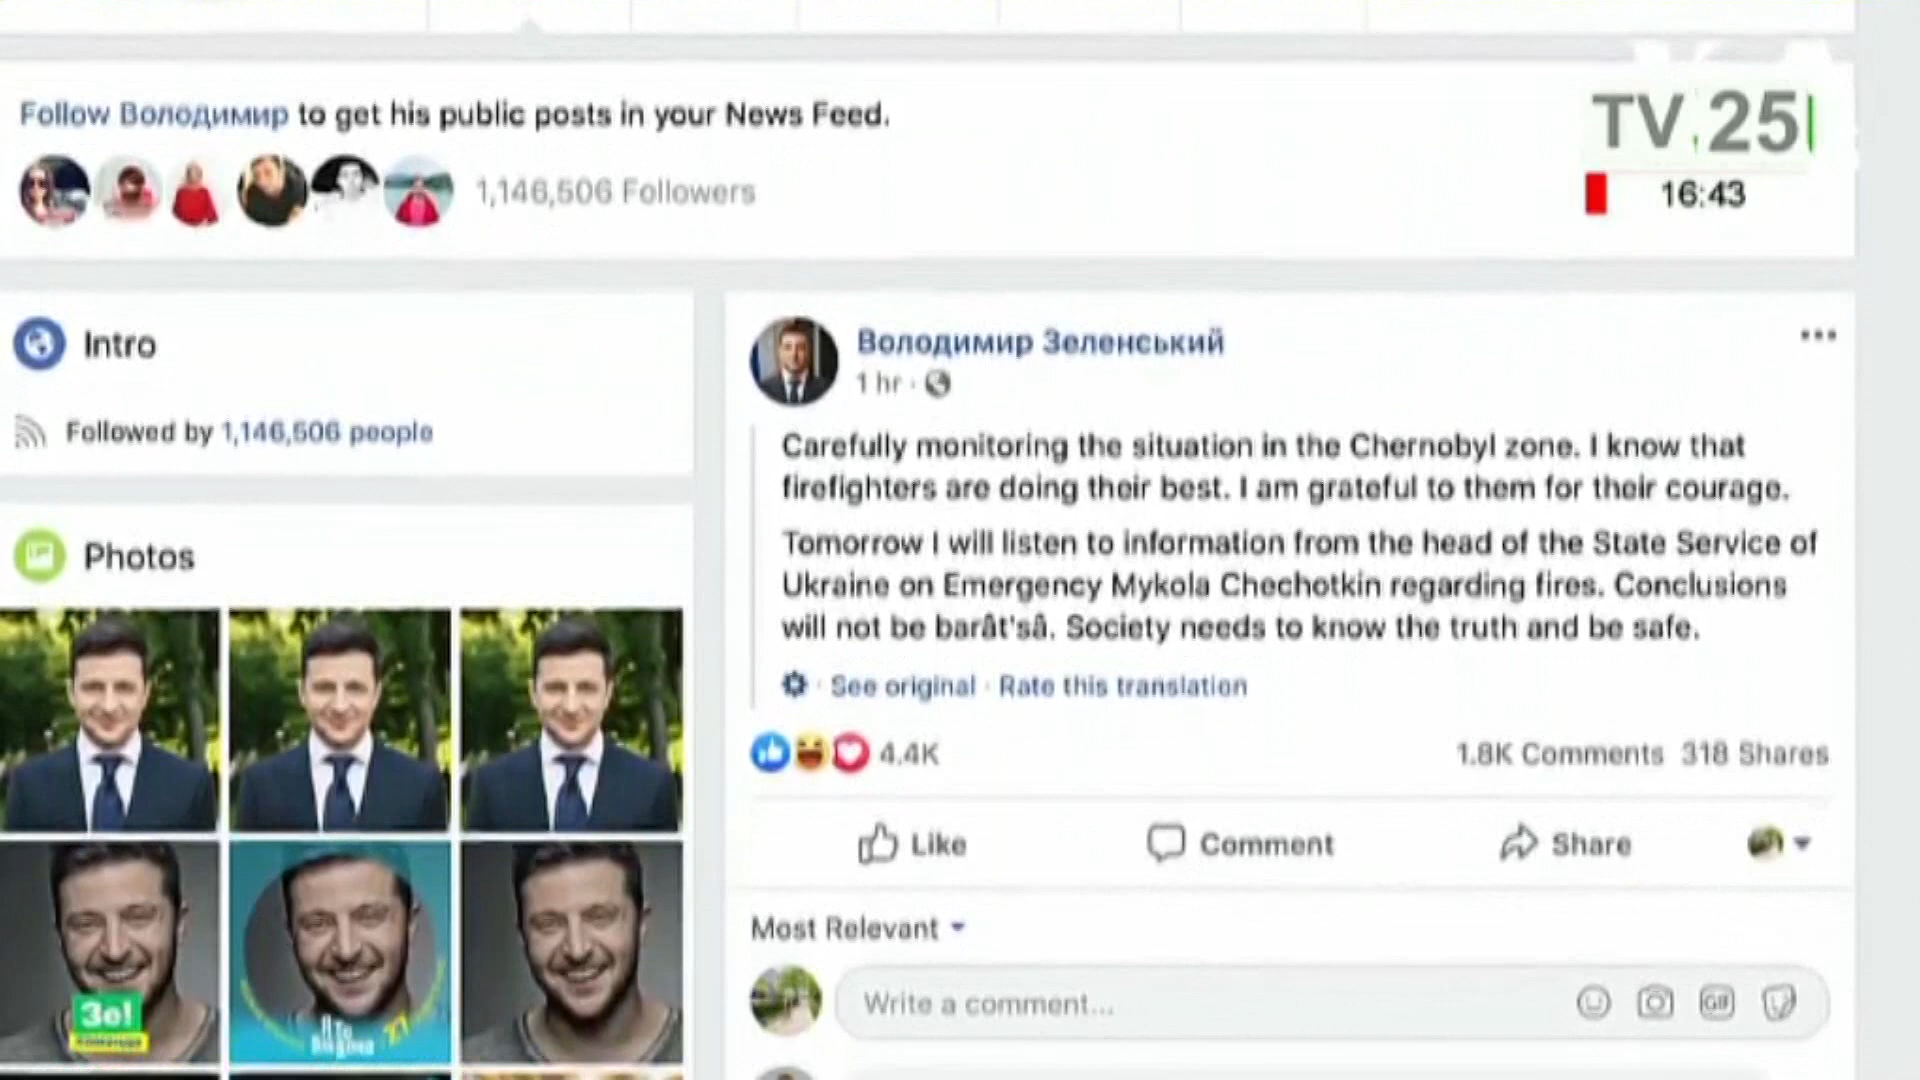 Follow Володимир to get his public posts in your News Feed.
TV 25
1,146,506 Followers
16:43
Intro
Followed by 1,146,506 people
Photos
Володимир Зеленський
1 hr ·
Carefully monitoring the situation in the Chernobyl zone. I know that
firefighters are doing their best. I am grateful to them for their courage.
Tomorrow I will listen to information from the head of the State Service of
Ukraine on Emergency Mykola Chechotkin regarding fires. Conclusions
will not be barât'sâ. Society needs to know the truth and be safe.
· See original · Rate this translation
4.4K
1.8K Comments 318 Shares
Like
Comment
Share
Most Relevant
Write a comment...
GIF
Зе!